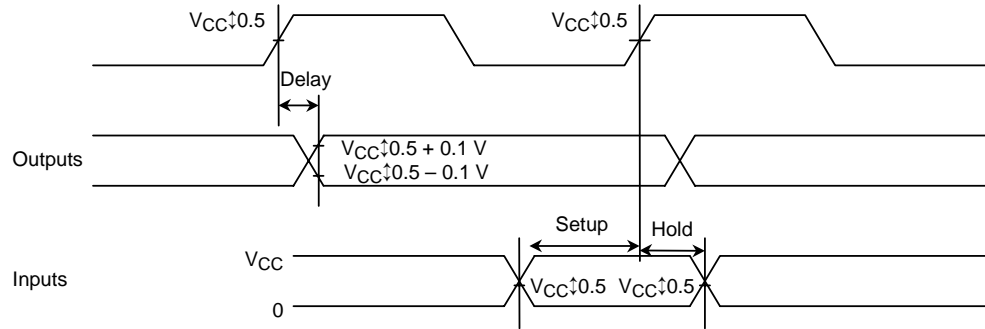 VCC↕0.5 VCC↕0.5
Delay
Outputs
VCC↕0.5 + 0.1 V
VCC↕0.5 – 0.1 V
Setup Hold
Inputs
VCC
VCC↕0.5 VCC↕0.5
0